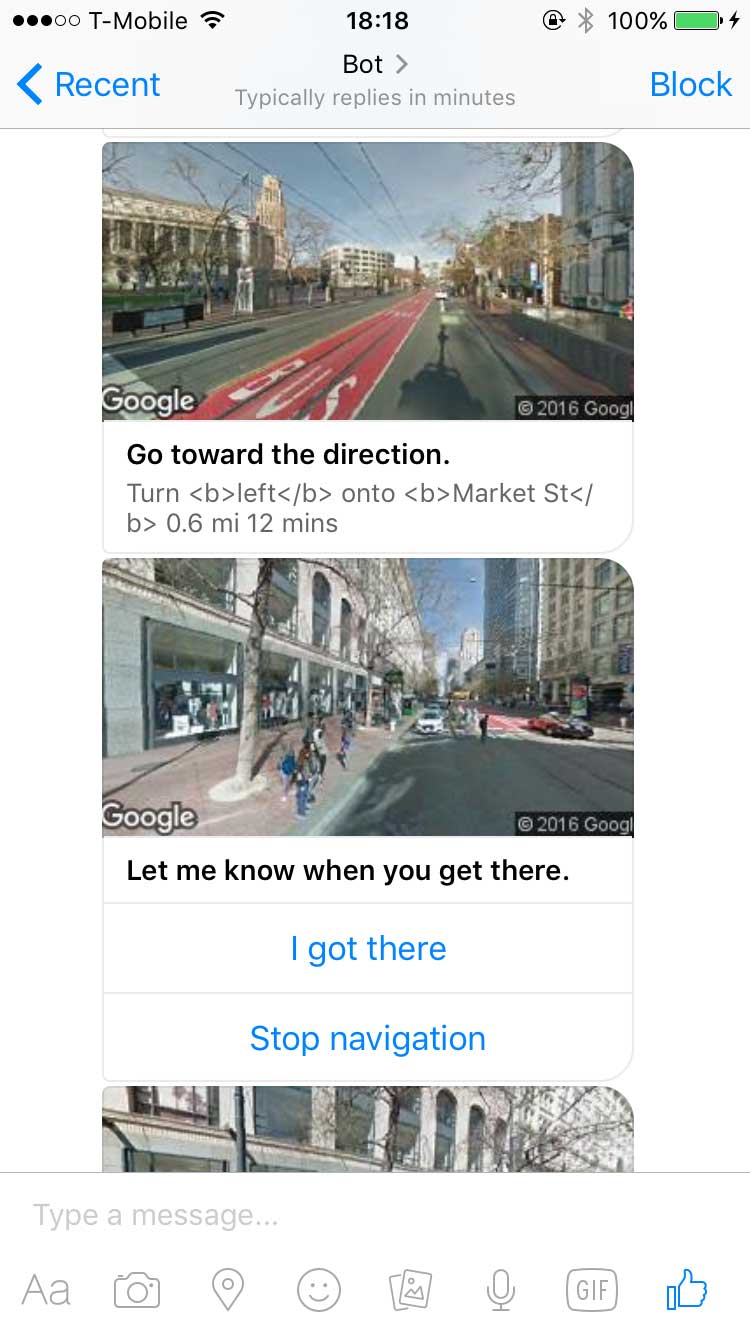 T-Mobile 18:18 100%
Recent Bot Block
Typically replies in minutes
BUS
Google © 2016 Googl
Go toward the direction.
Turn <b>left</b> onto <b>Market St</
b> 0.6 mi 12 mins
Google © 2016 Googl
Let me know when you get there.
I got there
Stop navigation
Type a message...
Aa GIF